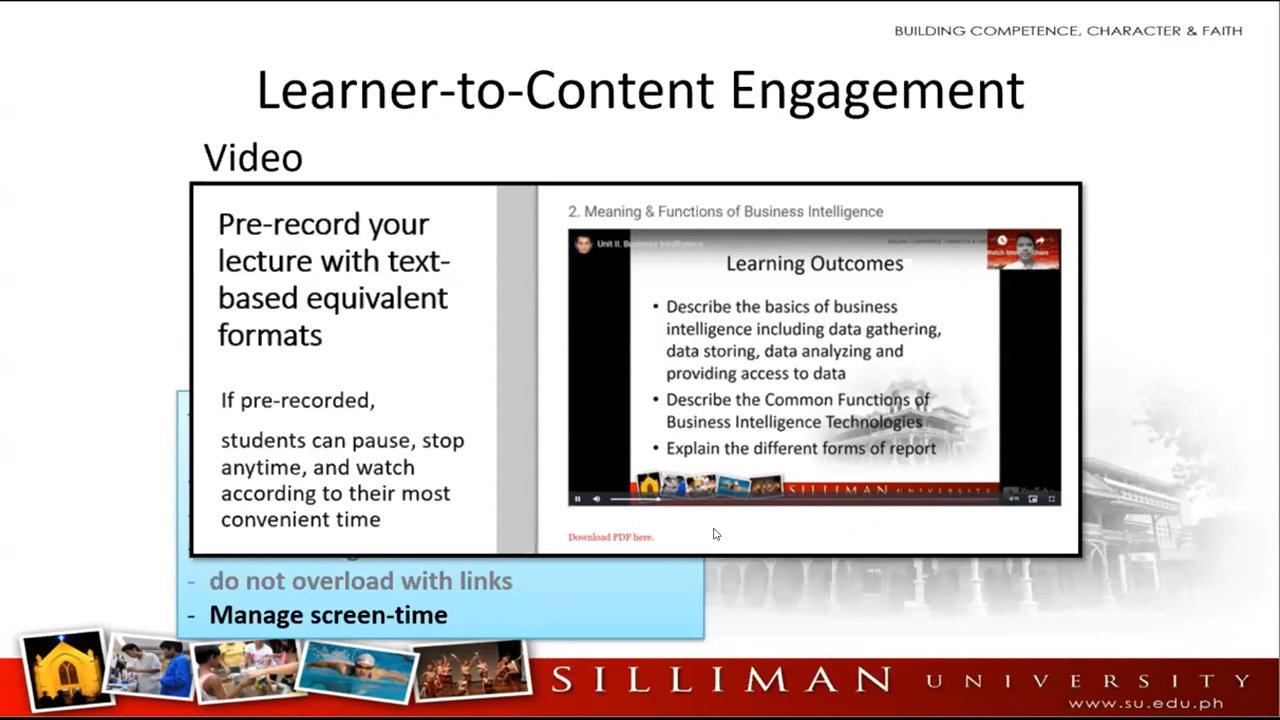 BUILDING COMPETENCE, CHARACTER & FAITH
Learner-to-Content Engagement
Video
Pre-record your
lecture with text-
based equivalent
formats
If pre-recorded,
students can pause, stop
anytime, and watch
according to their most
convenient time
2. Meaning & Functions of Business Intelligence
Unit II. Business Intelligence
Learning Outcomes
• Describe the basics of business
intelligence including data gathering,
data storing, data analyzing and
providing access to data
• Describe the Common Functions of
Business Intelligence Technologies
• Explain the different forms of report
SILLIMAN UNIVERSITY
Download PDF here.
- do not overload with links
- Manage screen-time
SILLIMAN UNIVERSITY
www.su.edu.ph